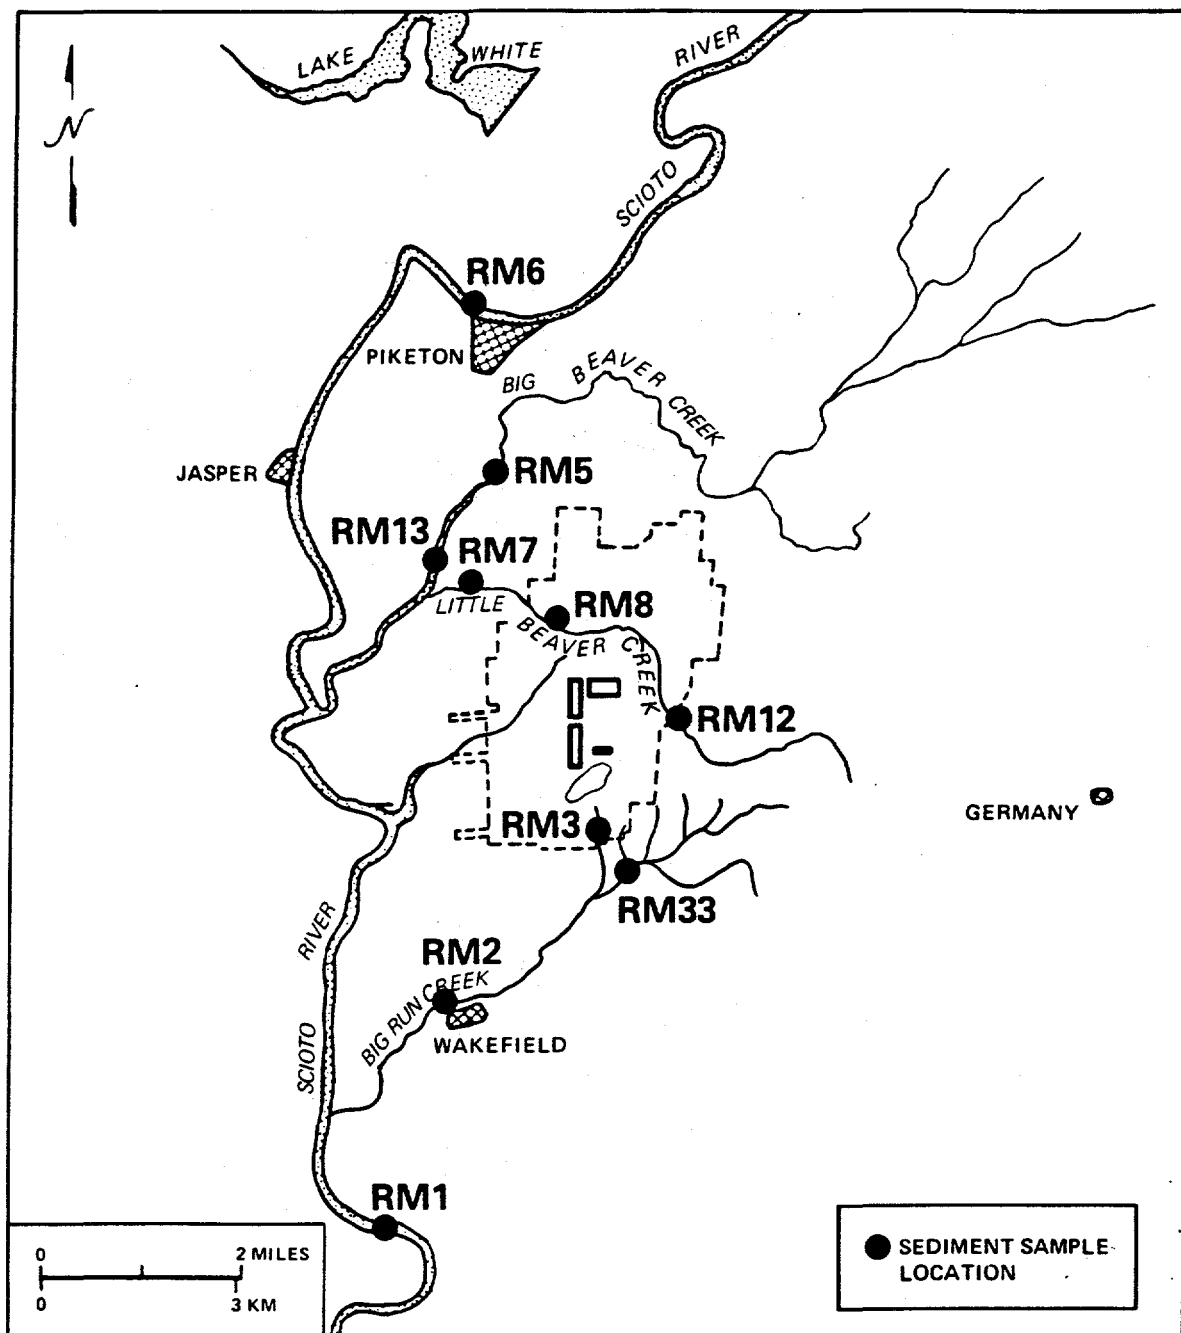 LAKE WHITE
RIVER
N
SCIOTO
RM6
PIKETON
BIG BEAVER CREEK
JASPER
RM5
RM13
RM7
LITTLE BEAVER CREEK
RM8
RM12
GERMANY
RM3
RM33
RIVER
SCIOTO
RM2
BIG RUN CREEK
WAKEFIELD
RM1
0 2 MILES
0 3 KM
SEDIMENT SAMPLE
LOCATION